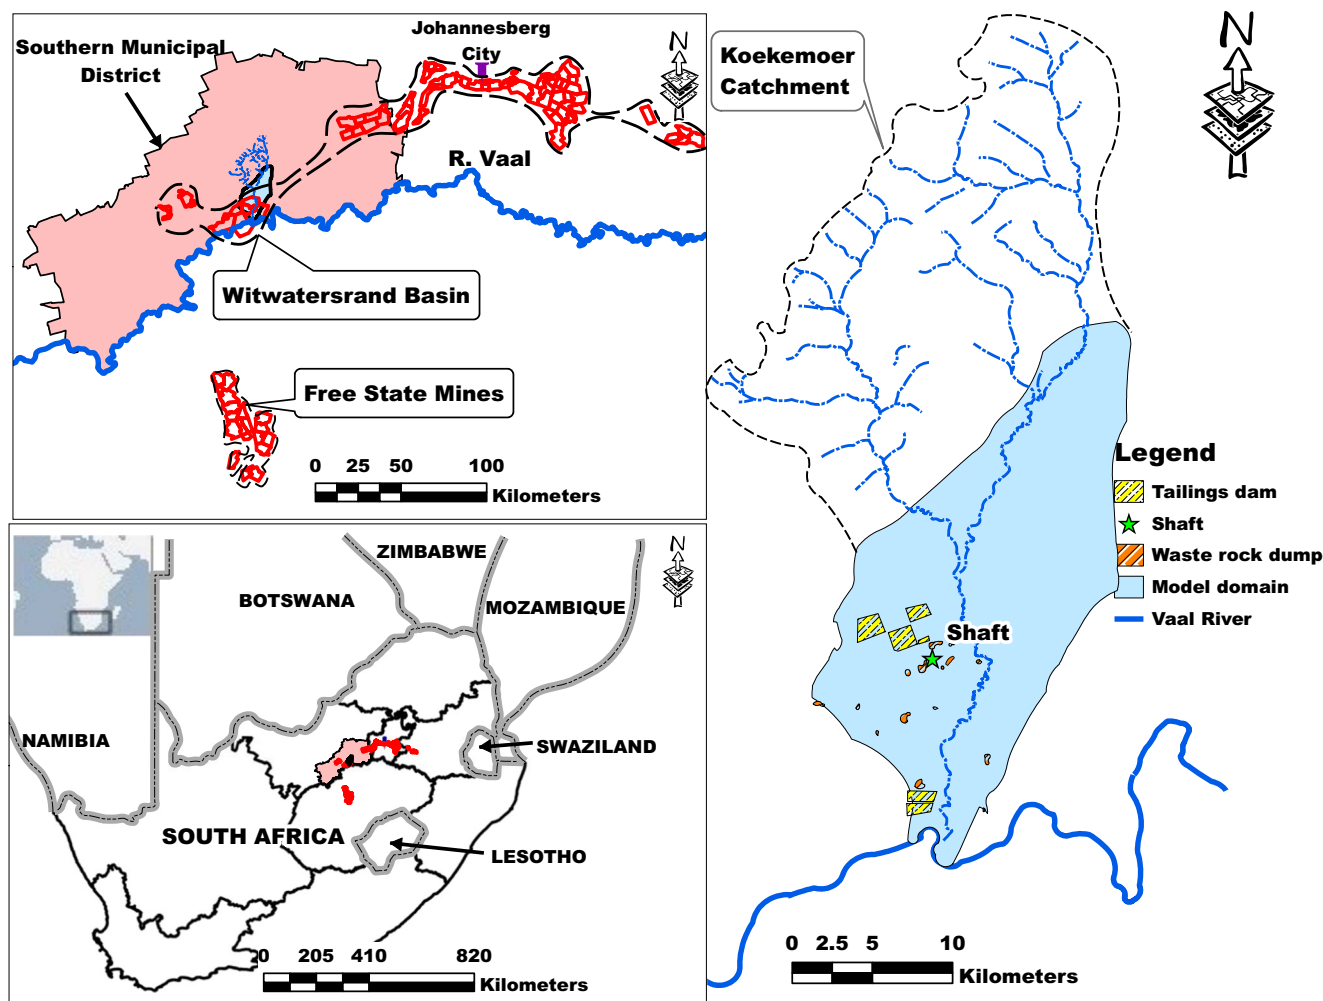 Southern Municipal
District
Johannesberg
City
N
R. Vaal
Witwatersrand Basin
Free State Mines
0 25 50 100
Kilometers
ZIMBABWE
N
BOTSWANA
MOZAMBIQUE
NAMIBIA
SWAZILAND
SOUTH AFRICA
LESOTHO
0 205 410 820
Kilometers
Koekemoer
Catchment
N
Legend
Tailings dam
Shaft
Waste rock dump
Model domain
Vaal River
Shaft
0 2.5 5 10
Kilometers